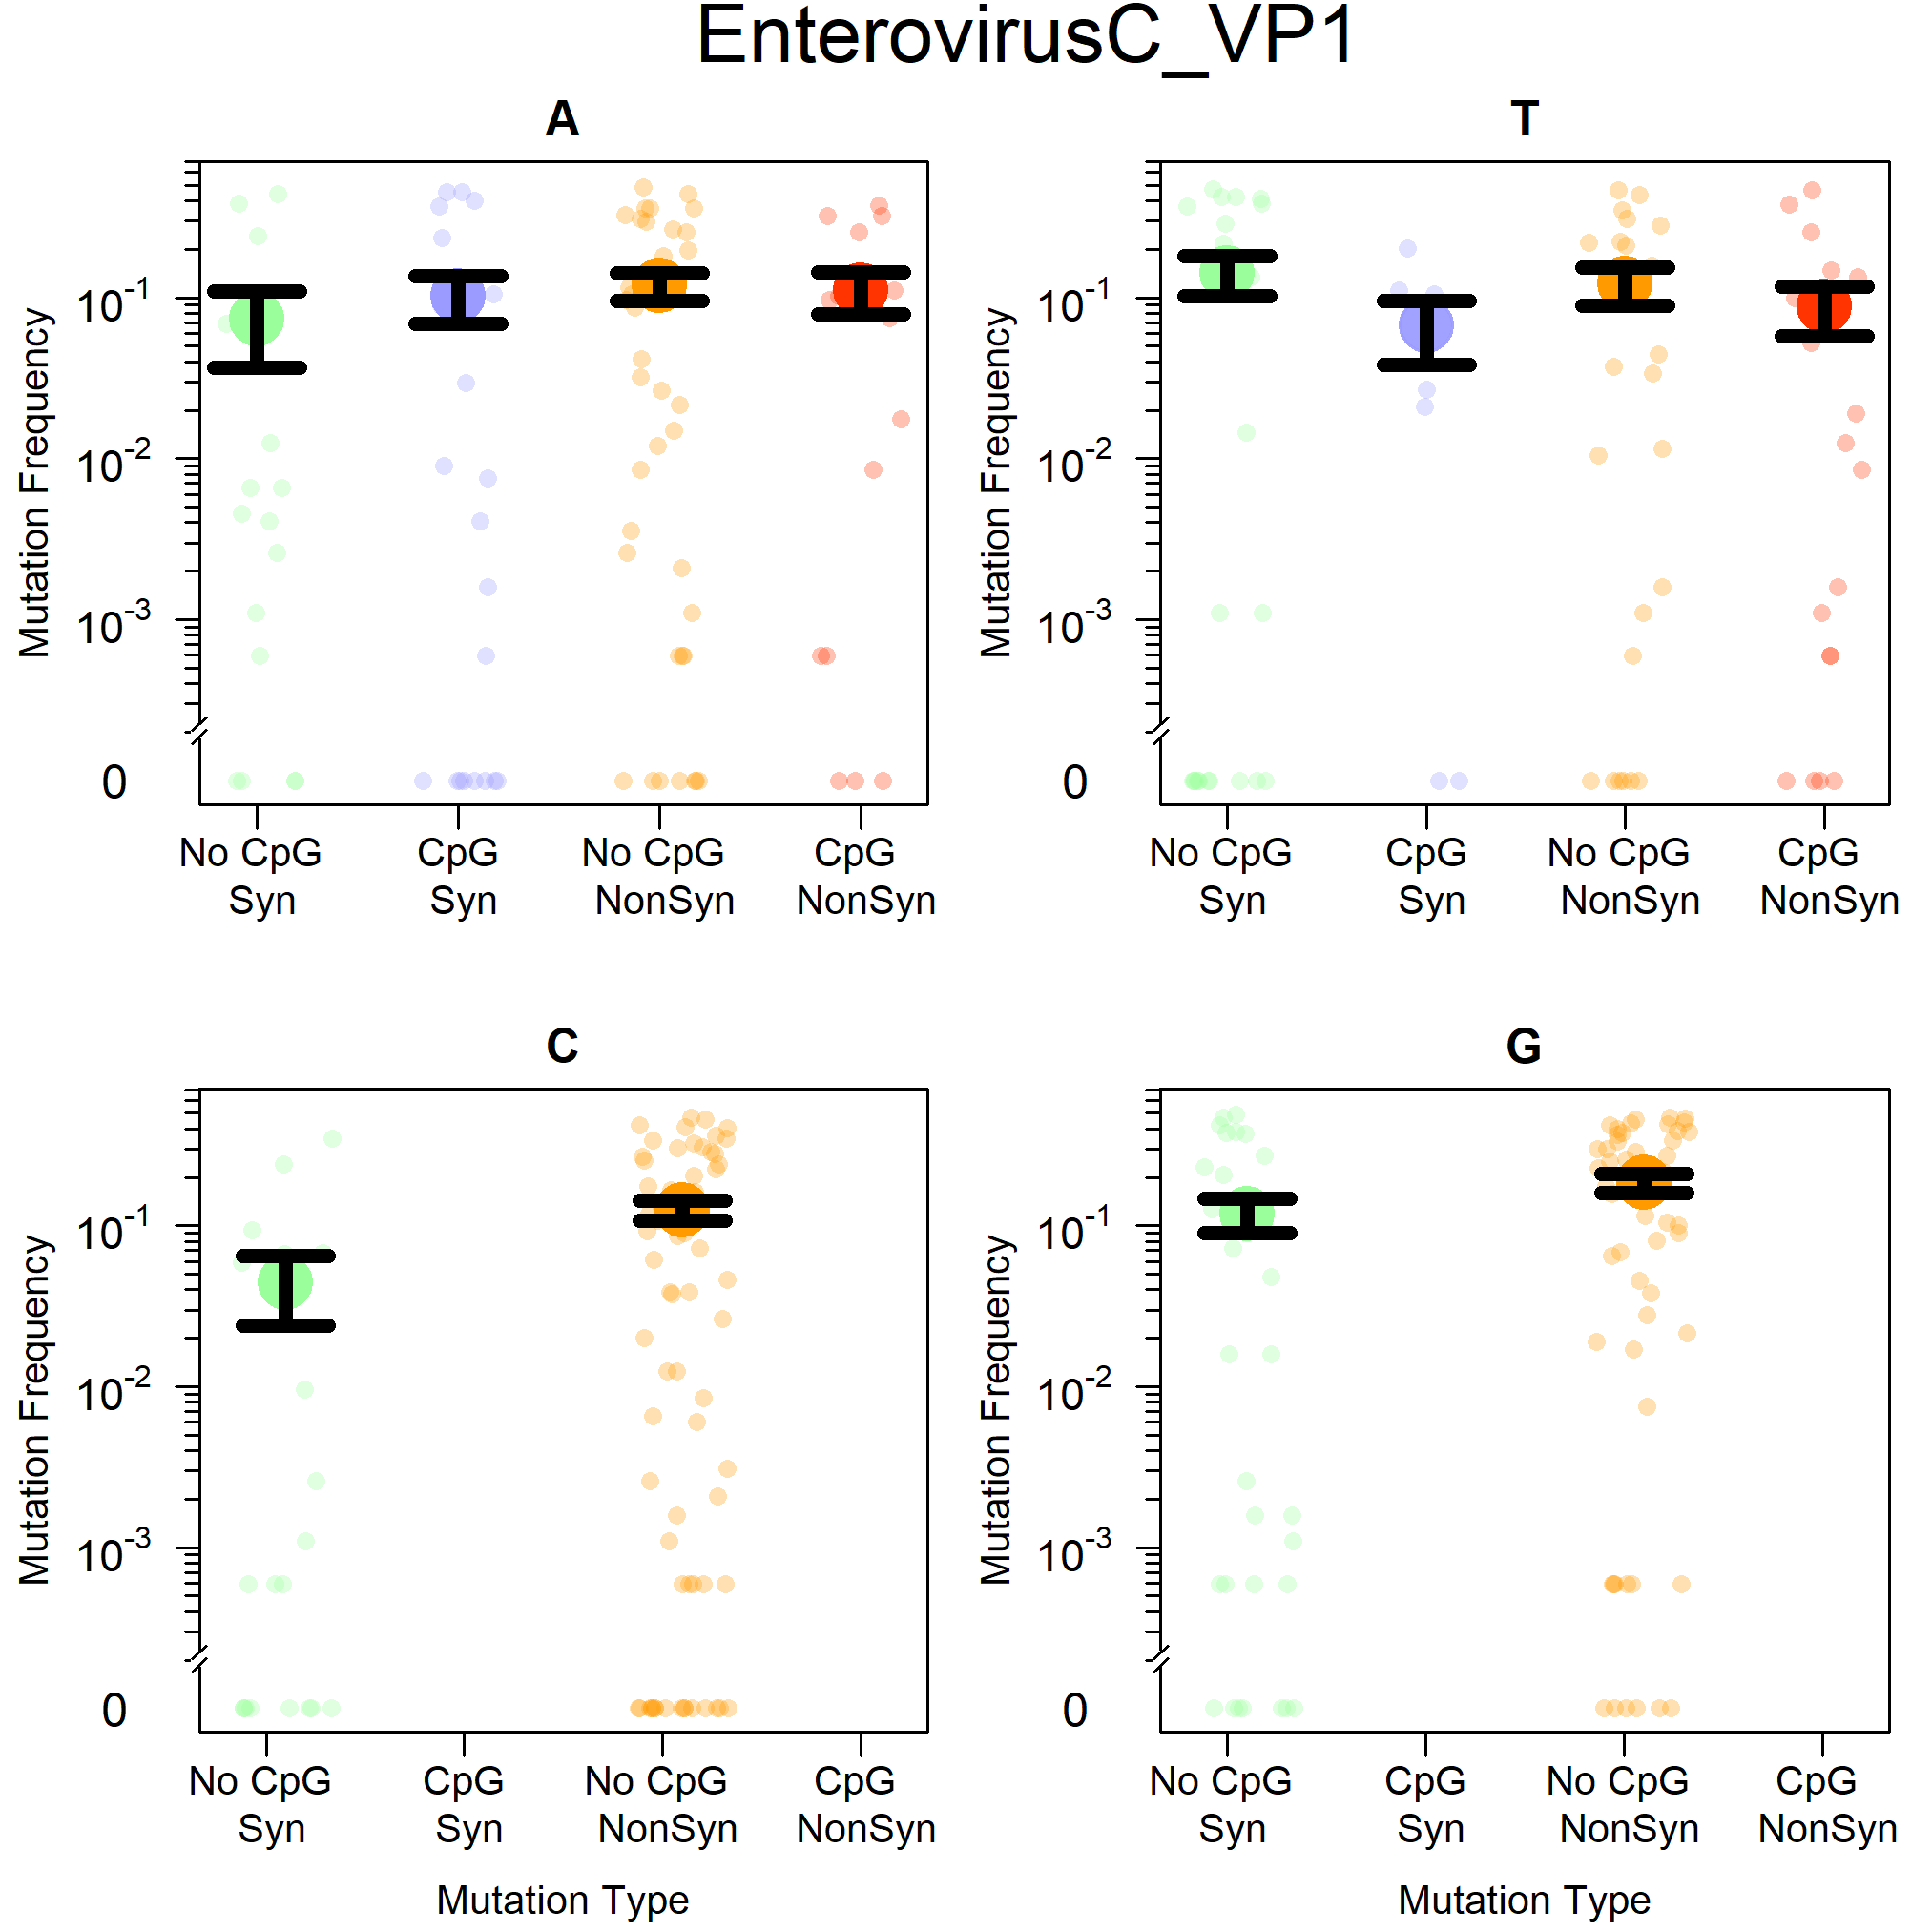 EnterovirusC_VP1
A
T
Mutation Frequency
10-1
10-2
10-3
0
No CpG CpG No CpG CpG
Syn Syn NonSyn NonSyn
Mutation Frequency
10-1
10-2
10-3
0
No CpG CpG No CpG CpG
Syn Syn NonSyn NonSyn
C
G
Mutation Frequency
10-1
10-2
10-3
0
No CpG CpG No CpG CpG
Syn Syn NonSyn NonSyn
Mutation Type
Mutation Frequency
10-1
10-2
10-3
0
No CpG CpG No CpG CpG
Syn Syn NonSyn NonSyn
Mutation Type